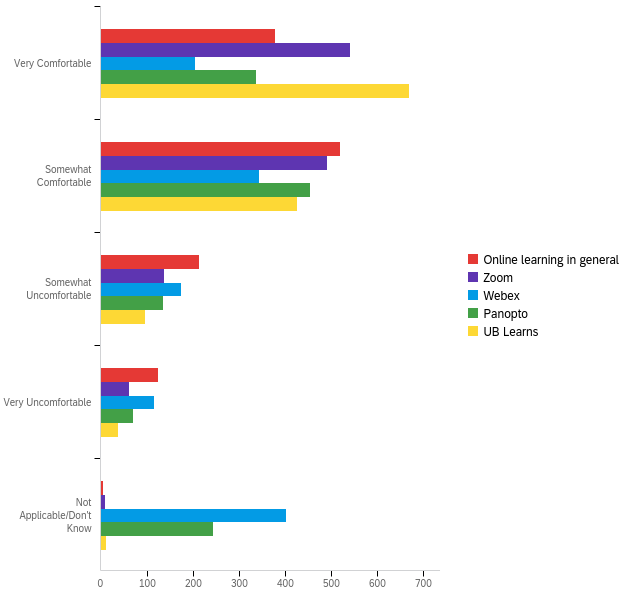 Very Comfortable
Somewhat
Comfortable
Somewhat
Uncomfortable
Very Uncomfortable
Not
Applicable/Don't
Know
0 100 200 300 400 500 600 700
Online learning in general
Zoom
Webex
Panopto
UB Learns